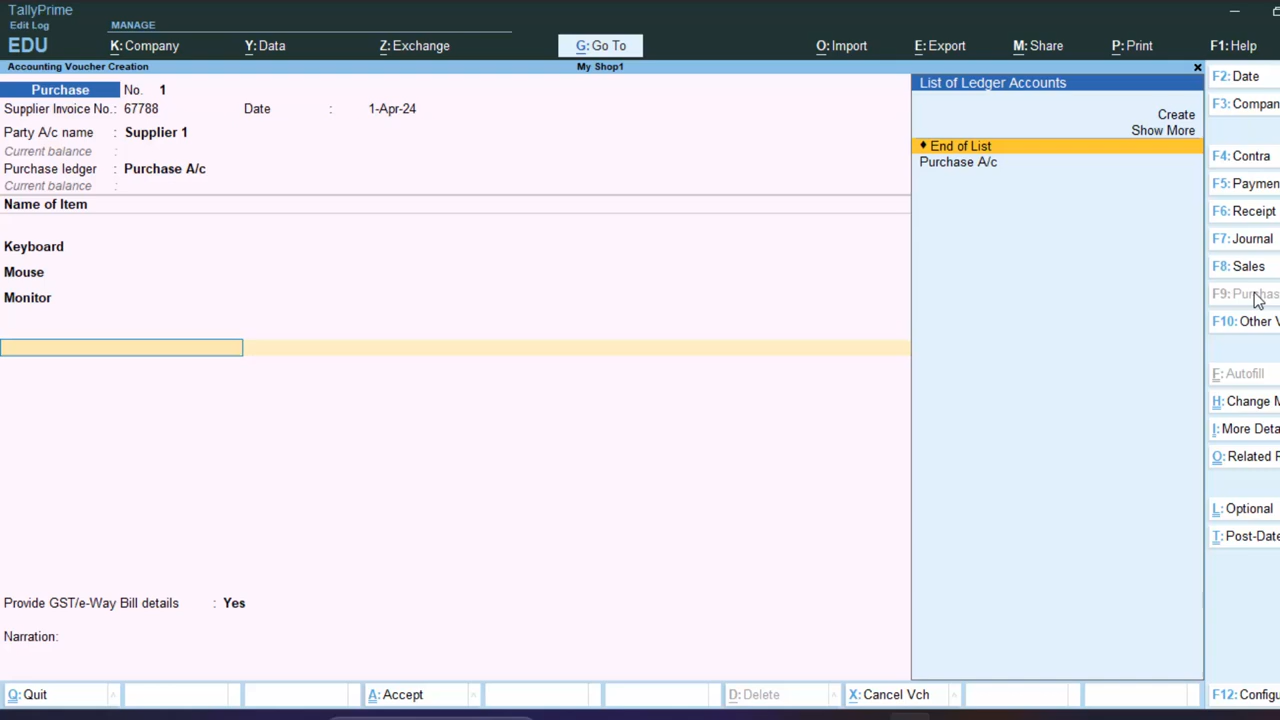 TallyPrime
Edit Log
EDU
MANAGE
K: Company
Y: Data
Z: Exchange
G: Go To
O: Import
E: Export
M: Share
P: Print
F1: Help
Accounting Voucher Creation
My Shop1
Purchase No. 1
Supplier Invoice No.: 67788 Date : 1-Apr-24
Party A/c name : Supplier 1
Current balance :
Purchase ledger : Purchase A/c
Current balance :
Name of Item
Keyboard
Mouse
Monitor
Provide GST/e-Way Bill details : Yes
Narration:
List of Ledger Accounts
Create
Show More
♦ End of List
Purchase A/c
F2: Date
F3: Compan
F4: Contra
F5: Paymen
F6: Receipt
F7: Journal
F8: Sales
F9: Purchas
F10: Other V
F: Autofill
H: Change M
I: More Deta
O: Related R
L: Optional
T: Post-Date
F12: Configu
Q: Quit
A: Accept
D: Delete
X: Cancel Vch